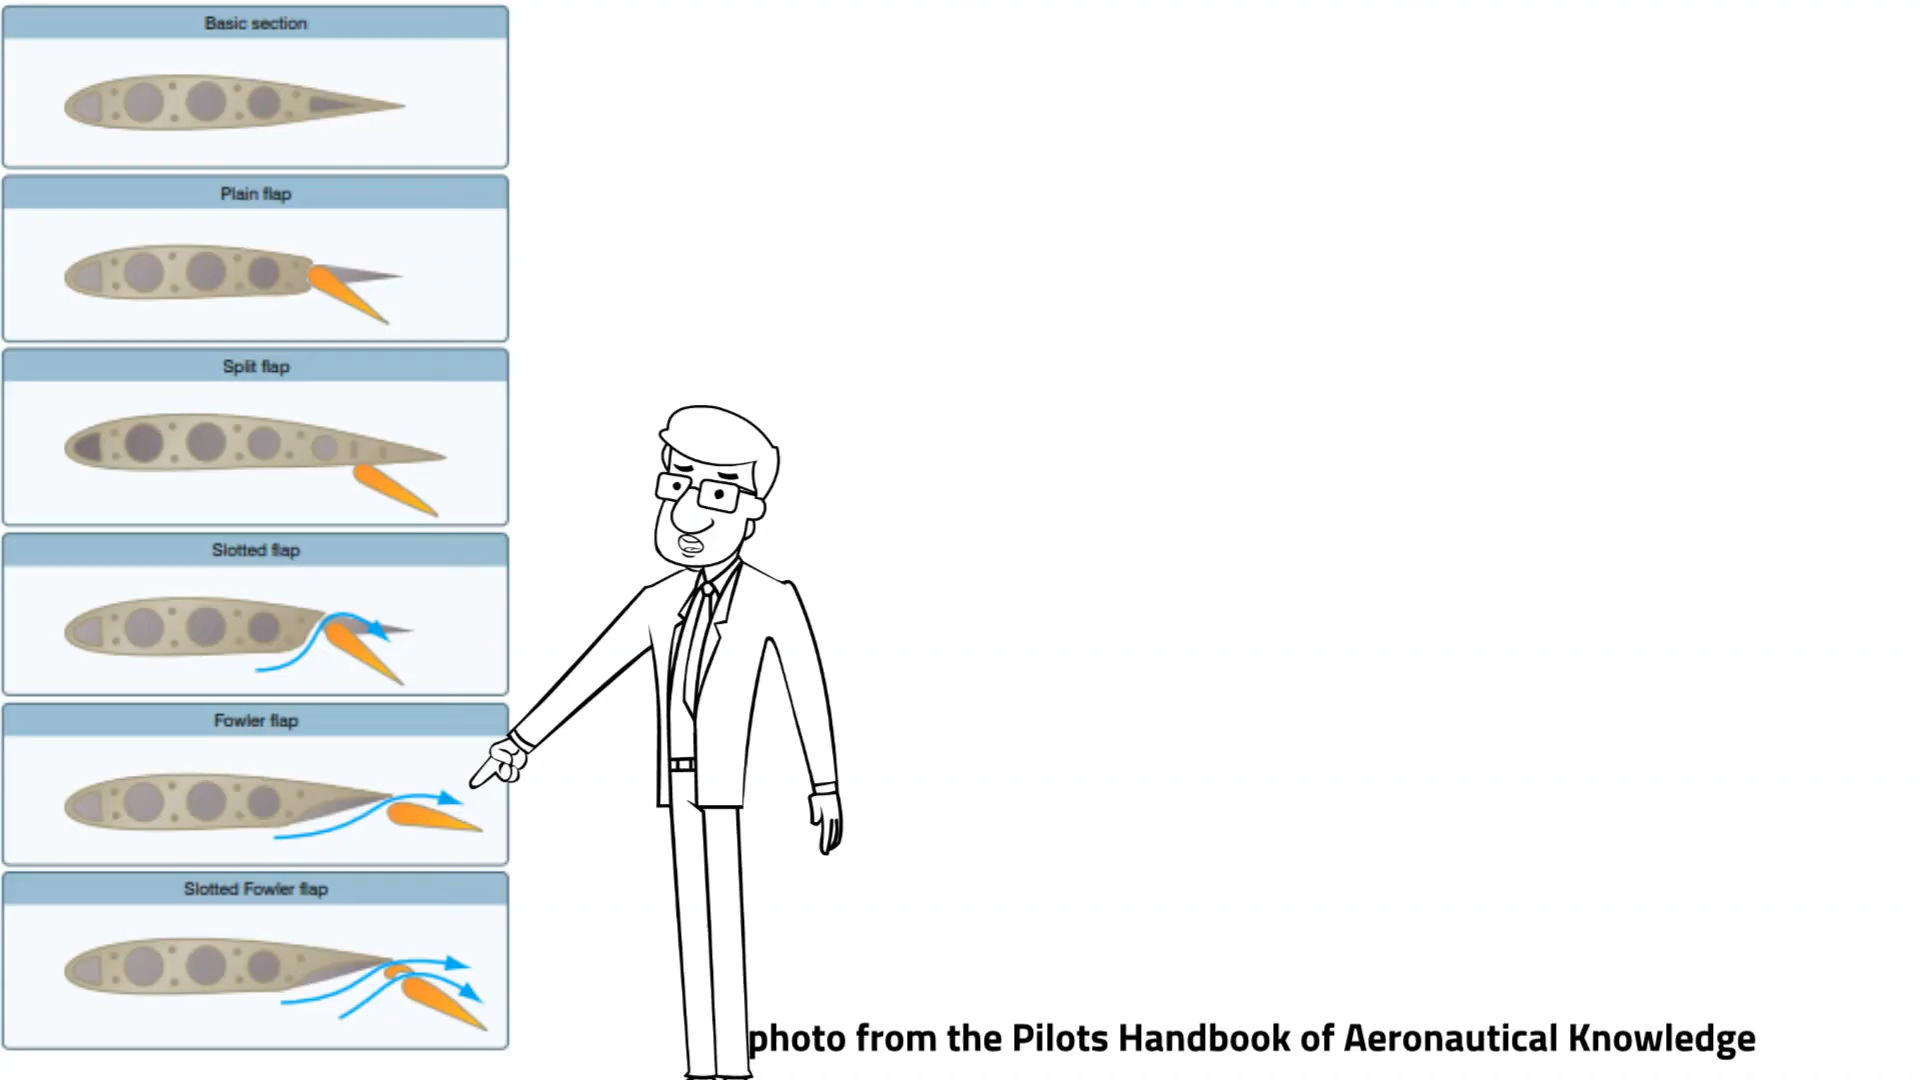 Basic section
Plain flap
Split flap
Slotted flap
Fowler flap
Slotted Fowler flap
photo from the Pilots Handbook of Aeronautical Knowledge